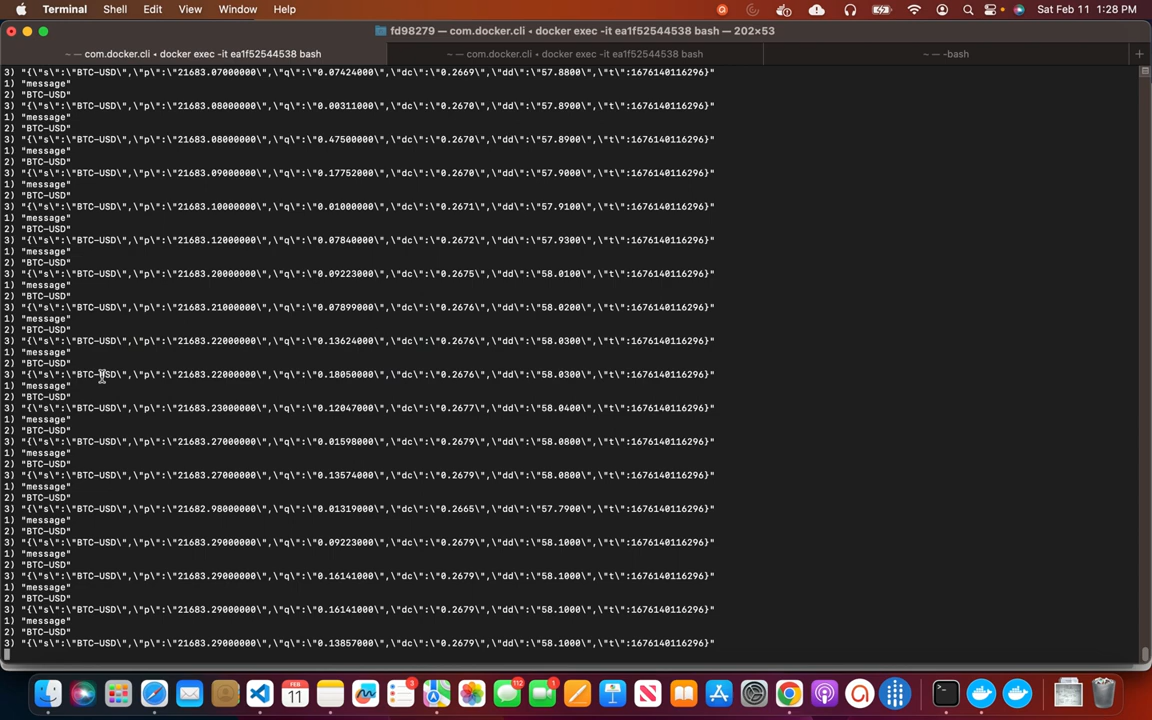 Terminal Shell Edit View Window Help Sat Feb 11 1:28 PM
fd98279 — com.docker.cli ◂ docker exec -it ea1f52544538 bash — 202×53
~ — com.docker.cli ◂ docker exec -it ea1f52544538 bash ~ — com.docker.cli ◂ docker exec -it ea1f52544538 bash ~ — -bash
3) "{\"s\":\"BTC-USD\",\"p\":\"21683.07000000\",\"q\":\"0.07424000\",\"dc\":\"0.2669\",\"dd\":\"57.8800\",\"t\":1676140116296}"
1) "message"
2) "BTC-USD"
3) "{\"s\":\"BTC-USD\",\"p\":\"21683.08000000\",\"q\":\"0.00311000\",\"dc\":\"0.2670\",\"dd\":\"57.8900\",\"t\":1676140116296}"
1) "message"
2) "BTC-USD"
3) "{\"s\":\"BTC-USD\",\"p\":\"21683.08000000\",\"q\":\"0.47500000\",\"dc\":\"0.2670\",\"dd\":\"57.8900\",\"t\":1676140116296}"
1) "message"
2) "BTC-USD"
3) "{\"s\":\"BTC-USD\",\"p\":\"21683.09000000\",\"q\":\"0.17752000\",\"dc\":\"0.2670\",\"dd\":\"57.9000\",\"t\":1676140116296}"
1) "message"
2) "BTC-USD"
3) "{\"s\":\"BTC-USD\",\"p\":\"21683.10000000\",\"q\":\"0.01000000\",\"dc\":\"0.2671\",\"dd\":\"57.9100\",\"t\":1676140116296}"
1) "message"
2) "BTC-USD"
3) "{\"s\":\"BTC-USD\",\"p\":\"21683.12000000\",\"q\":\"0.07840000\",\"dc\":\"0.2672\",\"dd\":\"57.9300\",\"t\":1676140116296}"
1) "message"
2) "BTC-USD"
3) "{\"s\":\"BTC-USD\",\"p\":\"21683.20000000\",\"q\":\"0.09223000\",\"dc\":\"0.2675\",\"dd\":\"58.0100\",\"t\":1676140116296}"
1) "message"
2) "BTC-USD"
3) "{\"s\":\"BTC-USD\",\"p\":\"21683.21000000\",\"q\":\"0.07899000\",\"dc\":\"0.2676\",\"dd\":\"58.0200\",\"t\":1676140116296}"
1) "message"
2) "BTC-USD"
3) "{\"s\":\"BTC-USD\",\"p\":\"21683.22000000\",\"q\":\"0.13624000\",\"dc\":\"0.2676\",\"dd\":\"58.0300\",\"t\":1676140116296}"
1) "message"
2) "BTC-USD"
3) "{\"s\":\"BTC-USD\",\"p\":\"21683.22000000\",\"q\":\"0.18050000\",\"dc\":\"0.2676\",\"dd\":\"58.0300\",\"t\":1676140116296}"
1) "message"
2) "BTC-USD"
3) "{\"s\":\"BTC-USD\",\"p\":\"21683.23000000\",\"q\":\"0.12047000\",\"dc\":\"0.2677\",\"dd\":\"58.0400\",\"t\":1676140116296}"
1) "message"
2) "BTC-USD"
3) "{\"s\":\"BTC-USD\",\"p\":\"21683.27000000\",\"q\":\"0.01598000\",\"dc\":\"0.2679\",\"dd\":\"58.0800\",\"t\":1676140116296}"
1) "message"
2) "BTC-USD"
3) "{\"s\":\"BTC-USD\",\"p\":\"21683.27000000\",\"q\":\"0.13574000\",\"dc\":\"0.2679\",\"dd\":\"58.0800\",\"t\":1676140116296}"
1) "message"
2) "BTC-USD"
3) "{\"s\":\"BTC-USD\",\"p\":\"21682.98000000\",\"q\":\"0.01319000\",\"dc\":\"0.2665\",\"dd\":\"57.7900\",\"t\":1676140116296}"
1) "message"
2) "BTC-USD"
3) "{\"s\":\"BTC-USD\",\"p\":\"21683.29000000\",\"q\":\"0.09223000\",\"dc\":\"0.2679\",\"dd\":\"58.1000\",\"t\":1676140116296}"
1) "message"
2) "BTC-USD"
3) "{\"s\":\"BTC-USD\",\"p\":\"21683.29000000\",\"q\":\"0.16141000\",\"dc\":\"0.2679\",\"dd\":\"58.1000\",\"t\":1676140116296}"
1) "message"
2) "BTC-USD"
3) "{\"s\":\"BTC-USD\",\"p\":\"21683.29000000\",\"q\":\"0.16141000\",\"dc\":\"0.2679\",\"dd\":\"58.1000\",\"t\":1676140116296}"
1) "message"
2) "BTC-USD"
3) "{\"s\":\"BTC-USD\",\"p\":\"21683.29000000\",\"q\":\"0.13857000\",\"dc\":\"0.2679\",\"dd\":\"58.1000\",\"t\":1676140116296}"
FEB 3 112 1
11